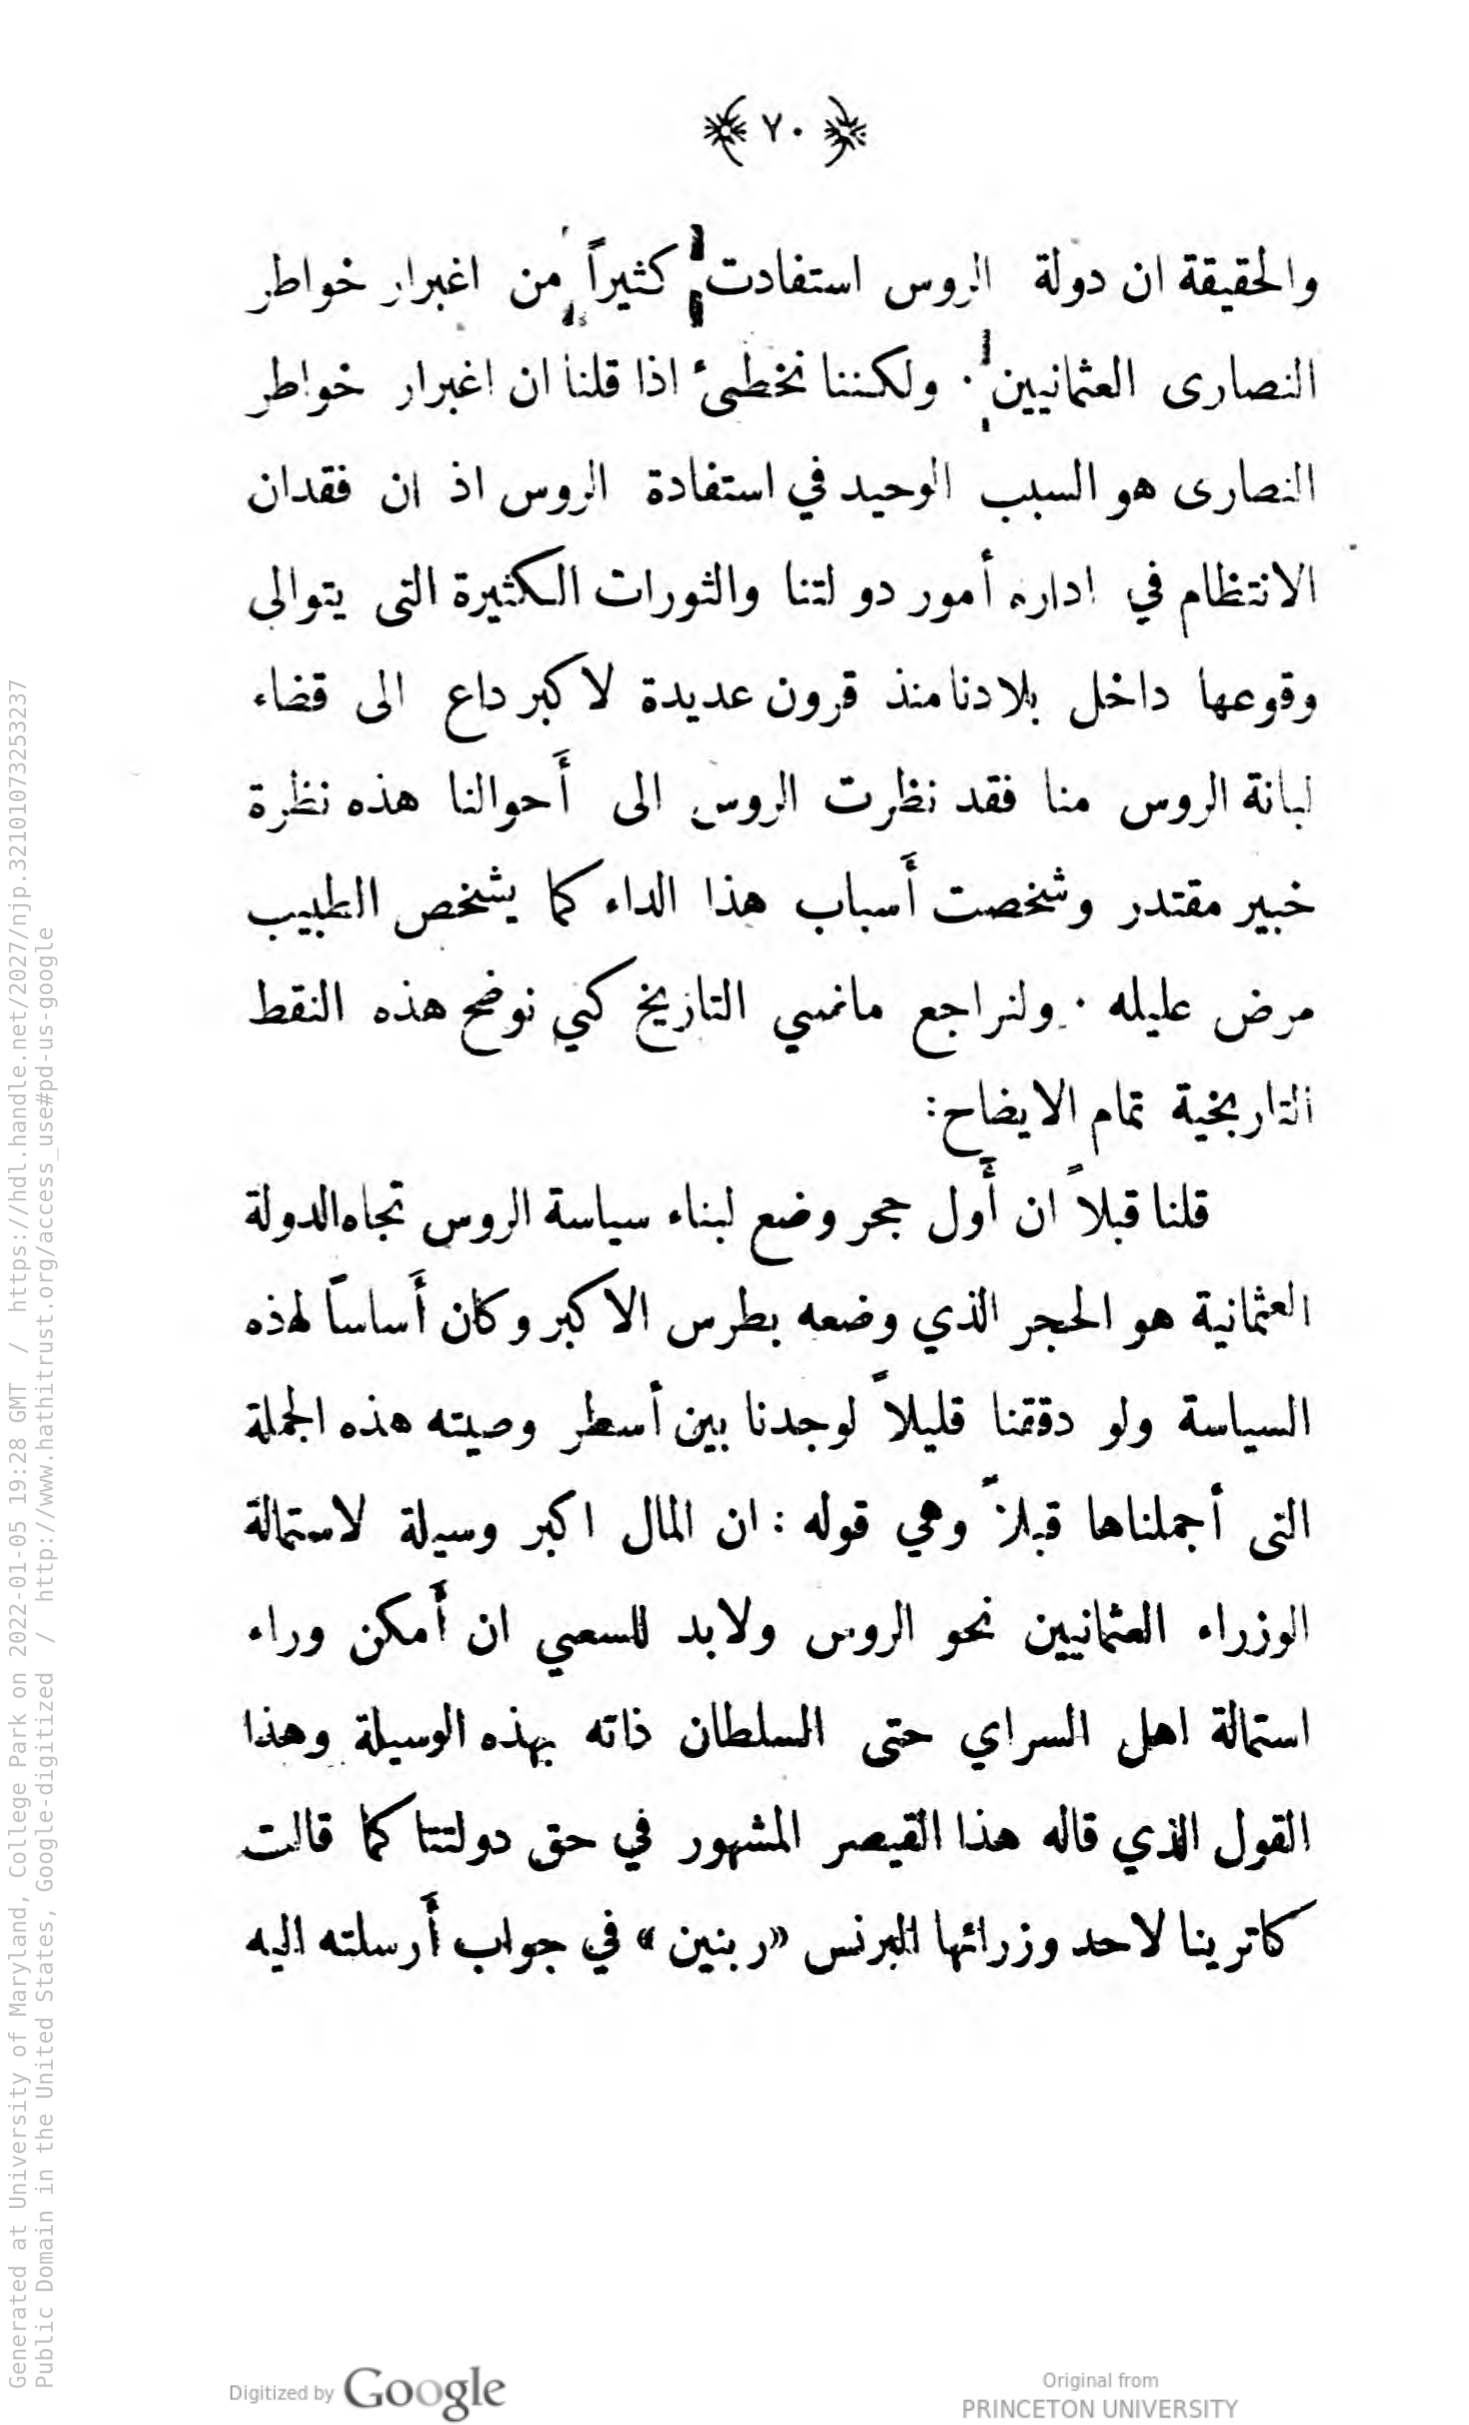 ٧٠
والحقيقة ان دولة الروس استفادت كثيراً من اغبرار خواطر
النصارى العثمانيين . ولكننا نخطىء اذا قلنا ان اغبرار خواطر
النصارى هو السبب الوحيد في استفادة الروس اذ ان فقدان
الانتظام في اداره أمور دو لتنا والثورات الكثيرة التى يتوالى
وقوعها داخل بلادنا منذ قرون عديدة لاكبر داع الى قضاء
لبانة الروس منا فقد نظرت الروس الى أحوالنا هذه نظرة
خبير مقتدر وشخصت أسباب هذا الداء كما يشخص الطبيب
مرض عليله . ولنراجع مانسي التاريخ كي نوضح هذه النقط
التاريخية تمام الايضاح:
قلنا قبلاً ان أول حجر وضع لبناء سياسة الروس تجاه الدولة
العثمانية هو الحجر الذي وضعه بطرس الاكبر وكان أساساً لهذه
السياسة ولو دققنا قليلاً لوجدنا بين أسطر وصيته هذه الجملة
التى أجملناها قبلاً وهي قوله : ان المال اكبر وسيلة لاستمالة
الوزراء العثمانيين نحو الروس ولابد للسعي ان أمكن وراء
استمالة اهل السراي حتى السلطان ذاته بهذه الوسيلة وهذا
القول الذي قاله هذا القيصر المشهور في حق دولتنا كما قالت
كاترينا لاحد وزرائها البرنس «ربنين» في جواب أرسلته اليه
Generated at University of Maryland, College Park on 2022-01-05 19:28 GMT / https://hdl.handle.net/2027/njp.32101073253237
Public Domain in the United States, Google-digitized / http://www.hathitrust.org/access_use#pd-us-google
Digitized by Google
Original from
PRINCETON UNIVERSITY